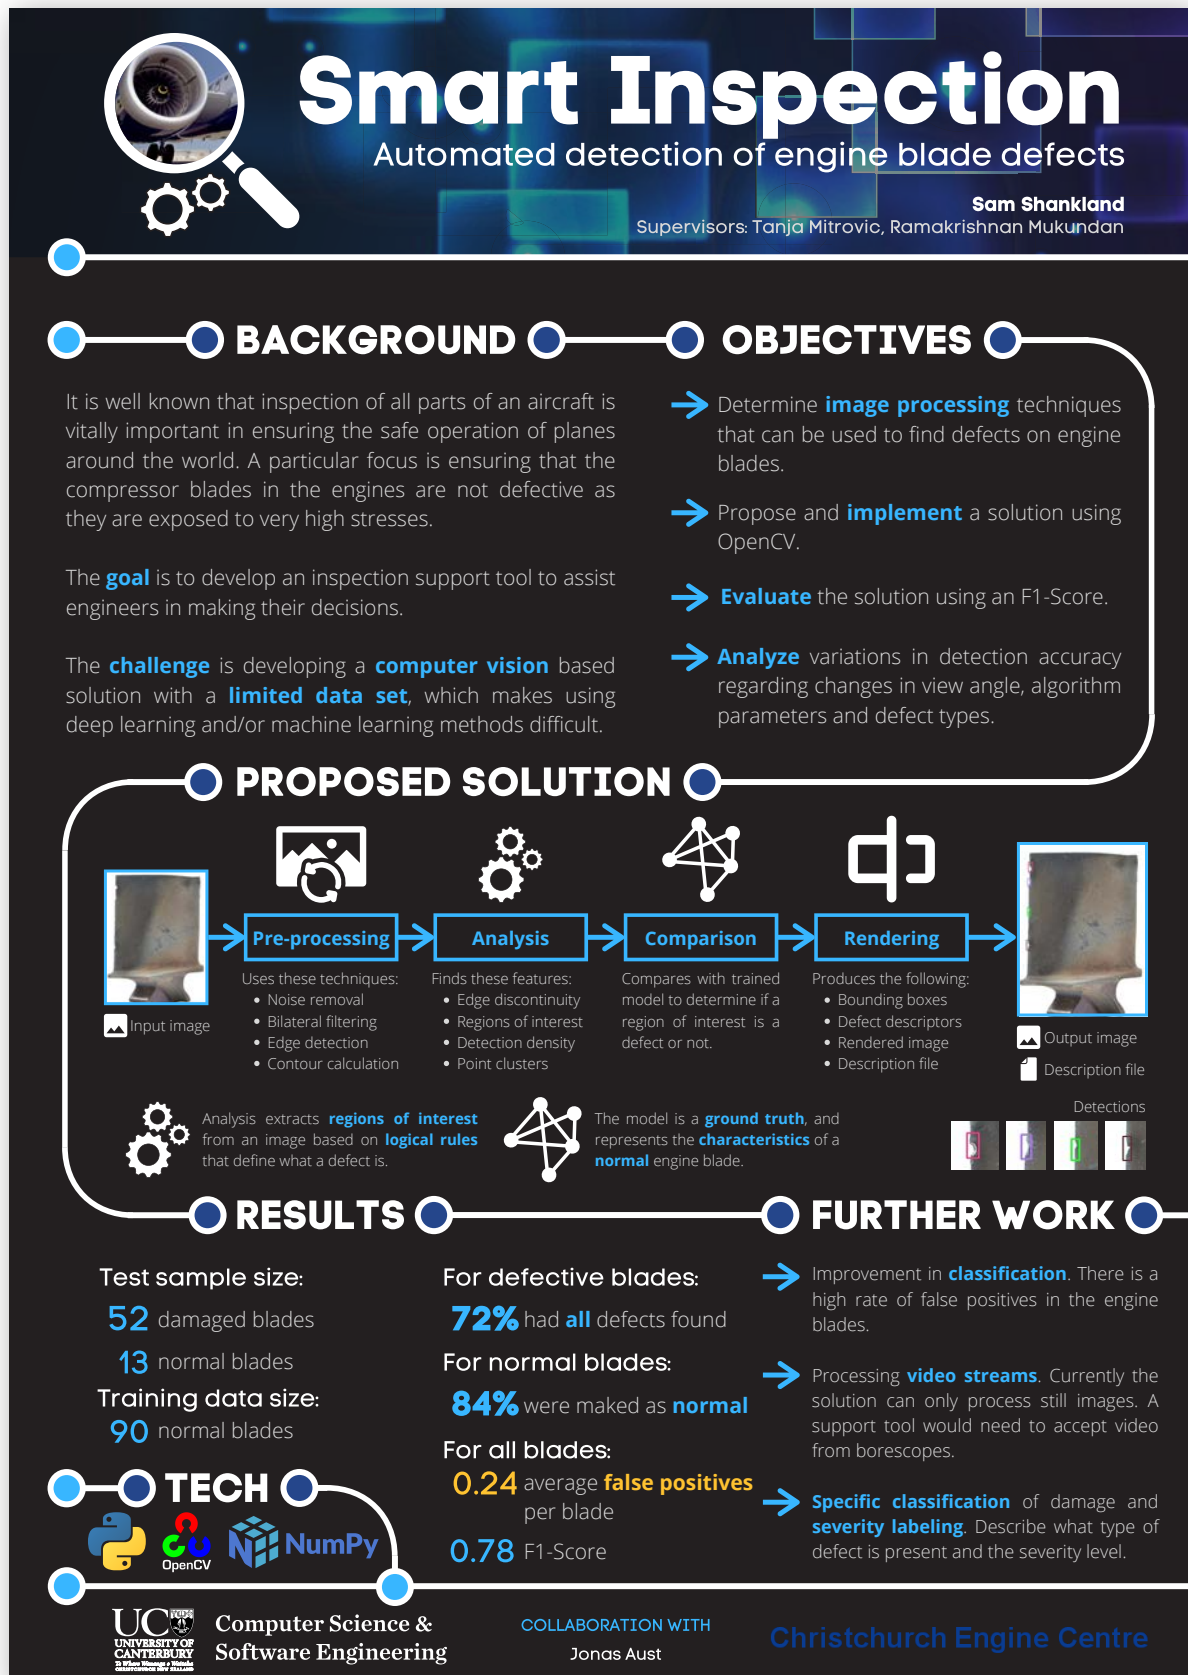 Smart Inspection
Automated detection of engine blade defects
Sam Shankland
Supervisors: Tanja Mitrovic, Ramakrishnan Mukundan
BACKGROUND
It is well known that inspection of all parts of an aircraft is
vitally important in ensuring the safe operation of planes
around the world. A particular focus is ensuring that the
compressor blades in the engines are not defective as
they are exposed to very high stresses.
The goal is to develop an inspection support tool to assist
engineers in making their decisions.
The challenge is developing a computer vision based
solution with a limited data set, which makes using
deep learning and/or machine learning methods difficult.
OBJECTIVES
Determine image processing techniques
that can be used to find defects on engine
blades.
Propose and implement a solution using
OpenCV.
Evaluate the solution using an F1-Score.
Analyze variations in detection accuracy
regarding changes in view angle, algorithm
parameters and defect types.
PROPOSED SOLUTION
Input image
Pre-processing
Uses these techniques:
• Noise removal
• Bilateral filtering
• Edge detection
• Contour calculation
Analysis
Finds these features:
• Edge discontinuity
• Regions of interest
• Detection density
• Point clusters
Comparison
Compares with trained
model to determine if a
region of interest is a
defect or not.
Rendering
Produces the following:
• Bounding boxes
• Defect descriptors
• Rendered image
• Description file
Output image
Description file
Analysis extracts regions of interest
from an image based on logical rules
that define what a defect is.
The model is a ground truth, and
represents the characteristics of a
normal engine blade.
Detections
RESULTS
Test sample size:
52 damaged blades
13 normal blades
Training data size:
90 normal blades
For defective blades:
72% had all defects found
For normal blades:
84% were maked as normal
For all blades:
0.24 average false positives
per blade
0.78 F1-Score
FURTHER WORK
Improvement in classification. There is a
high rate of false positives in the engine
blades.
Processing video streams. Currently the
solution can only process still images. A
support tool would need to accept video
from borescopes.
Specific classification of damage and
severity labeling. Describe what type of
defect is present and the severity level.
TECH
OpenCV
NumPy
UC
UNIVERSITY OF
CANTERBURY
Te Whare Wānanga o Waitaha
CHRISTCHURCH NEW ZEALAND
Computer Science &
Software Engineering
COLLABORATION WITH
Jonas Aust
Christchurch Engine Centre